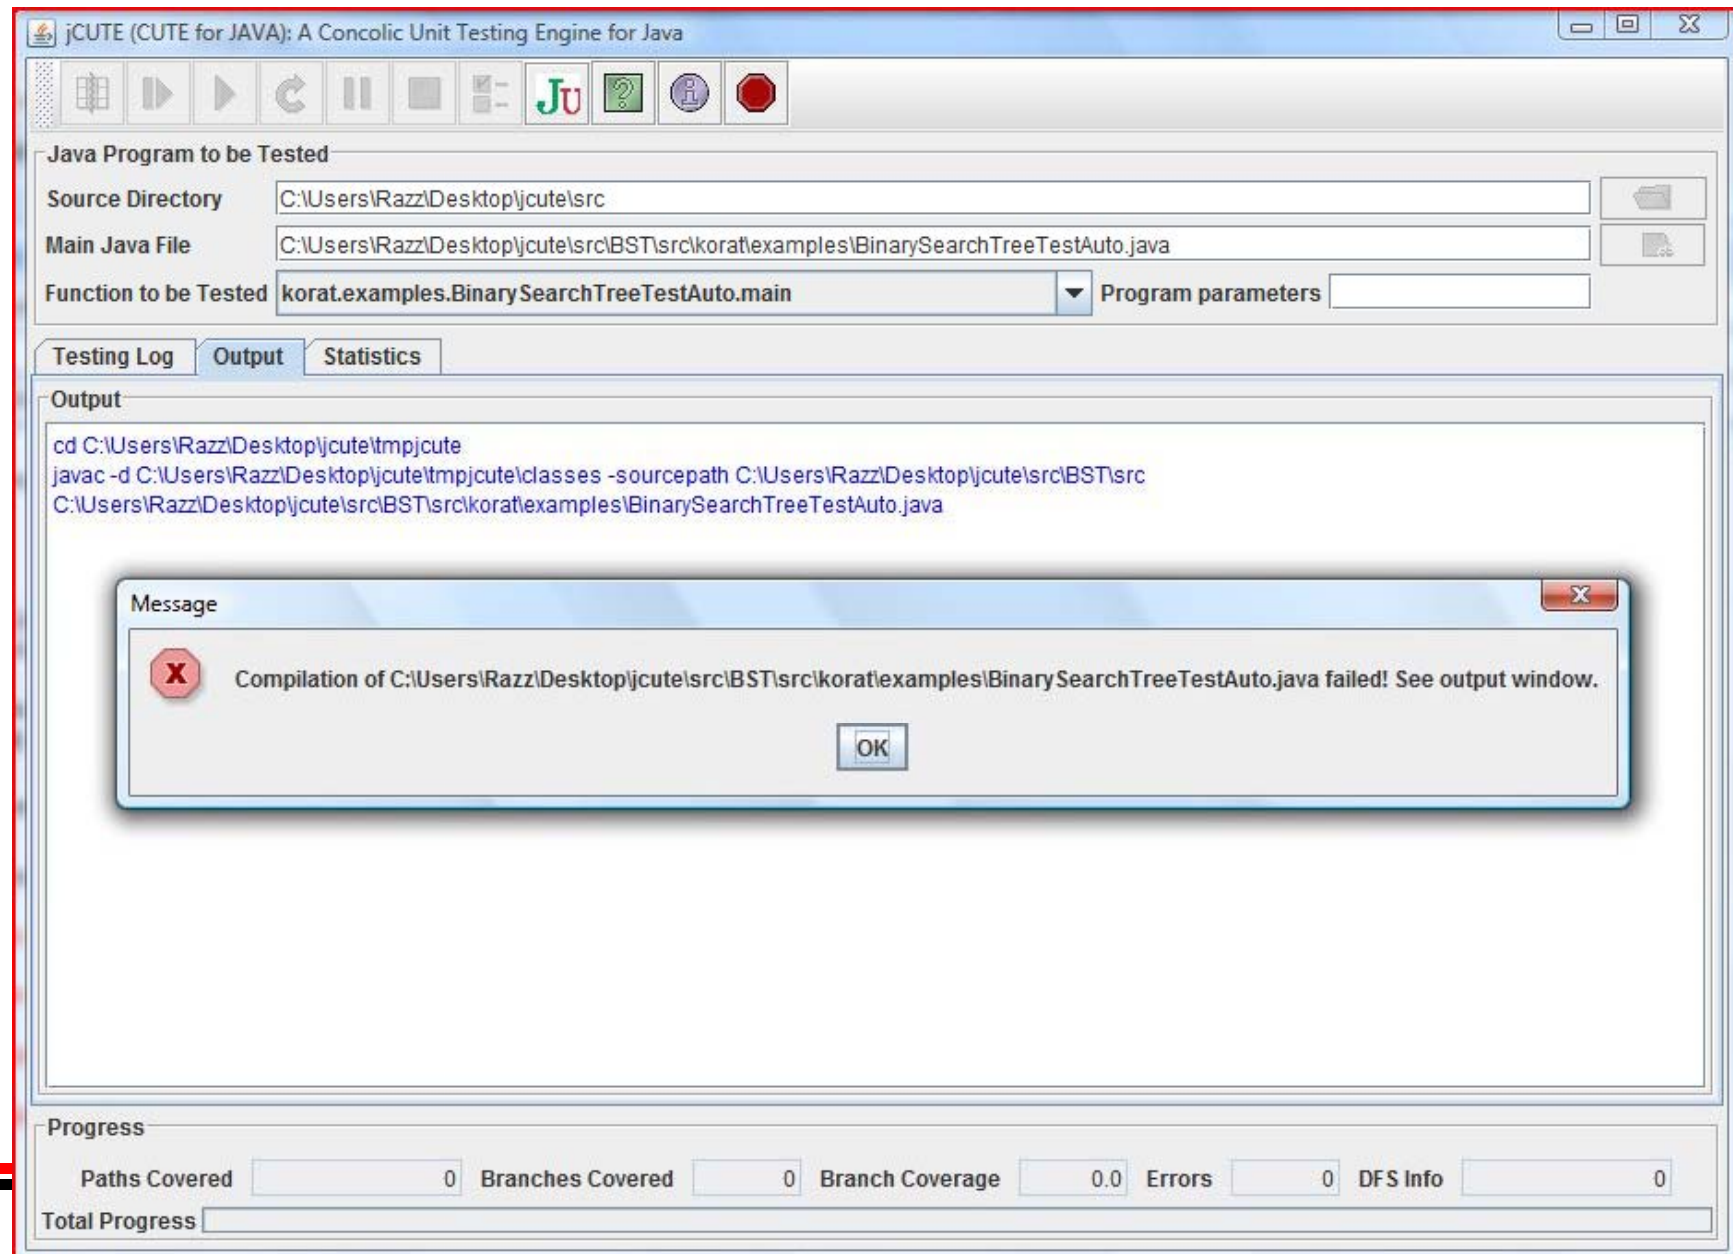 jCUTE (CUTE for JAVA): A Concolic Unit Testing Engine for Java
JU ? i
Java Program to be Tested
Source Directory C:\Users\Razz\Desktop\jcute\src
Main Java File C:\Users\Razz\Desktop\jcute\src\BST\src\korat\examples\BinarySearchTreeTestAuto.java
Function to be Tested korat.examples.BinarySearchTreeTestAuto.main Program parameters
Testing Log Output Statistics
Output
cd C:\Users\Razz\Desktop\jcute\tmpjcute
javac -d C:\Users\Razz\Desktop\jcute\tmpjcute\classes -sourcepath C:\Users\Razz\Desktop\jcute\src\BST\src
C:\Users\Razz\Desktop\jcute\src\BST\src\korat\examples\BinarySearchTreeTestAuto.java
Message
Compilation of C:\Users\Razz\Desktop\jcute\src\BST\src\korat\examples\BinarySearchTreeTestAuto.java failed! See output window.
OK
Progress
Paths Covered 0 Branches Covered 0 Branch Coverage 0.0 Errors 0 DFS Info 0
Total Progress